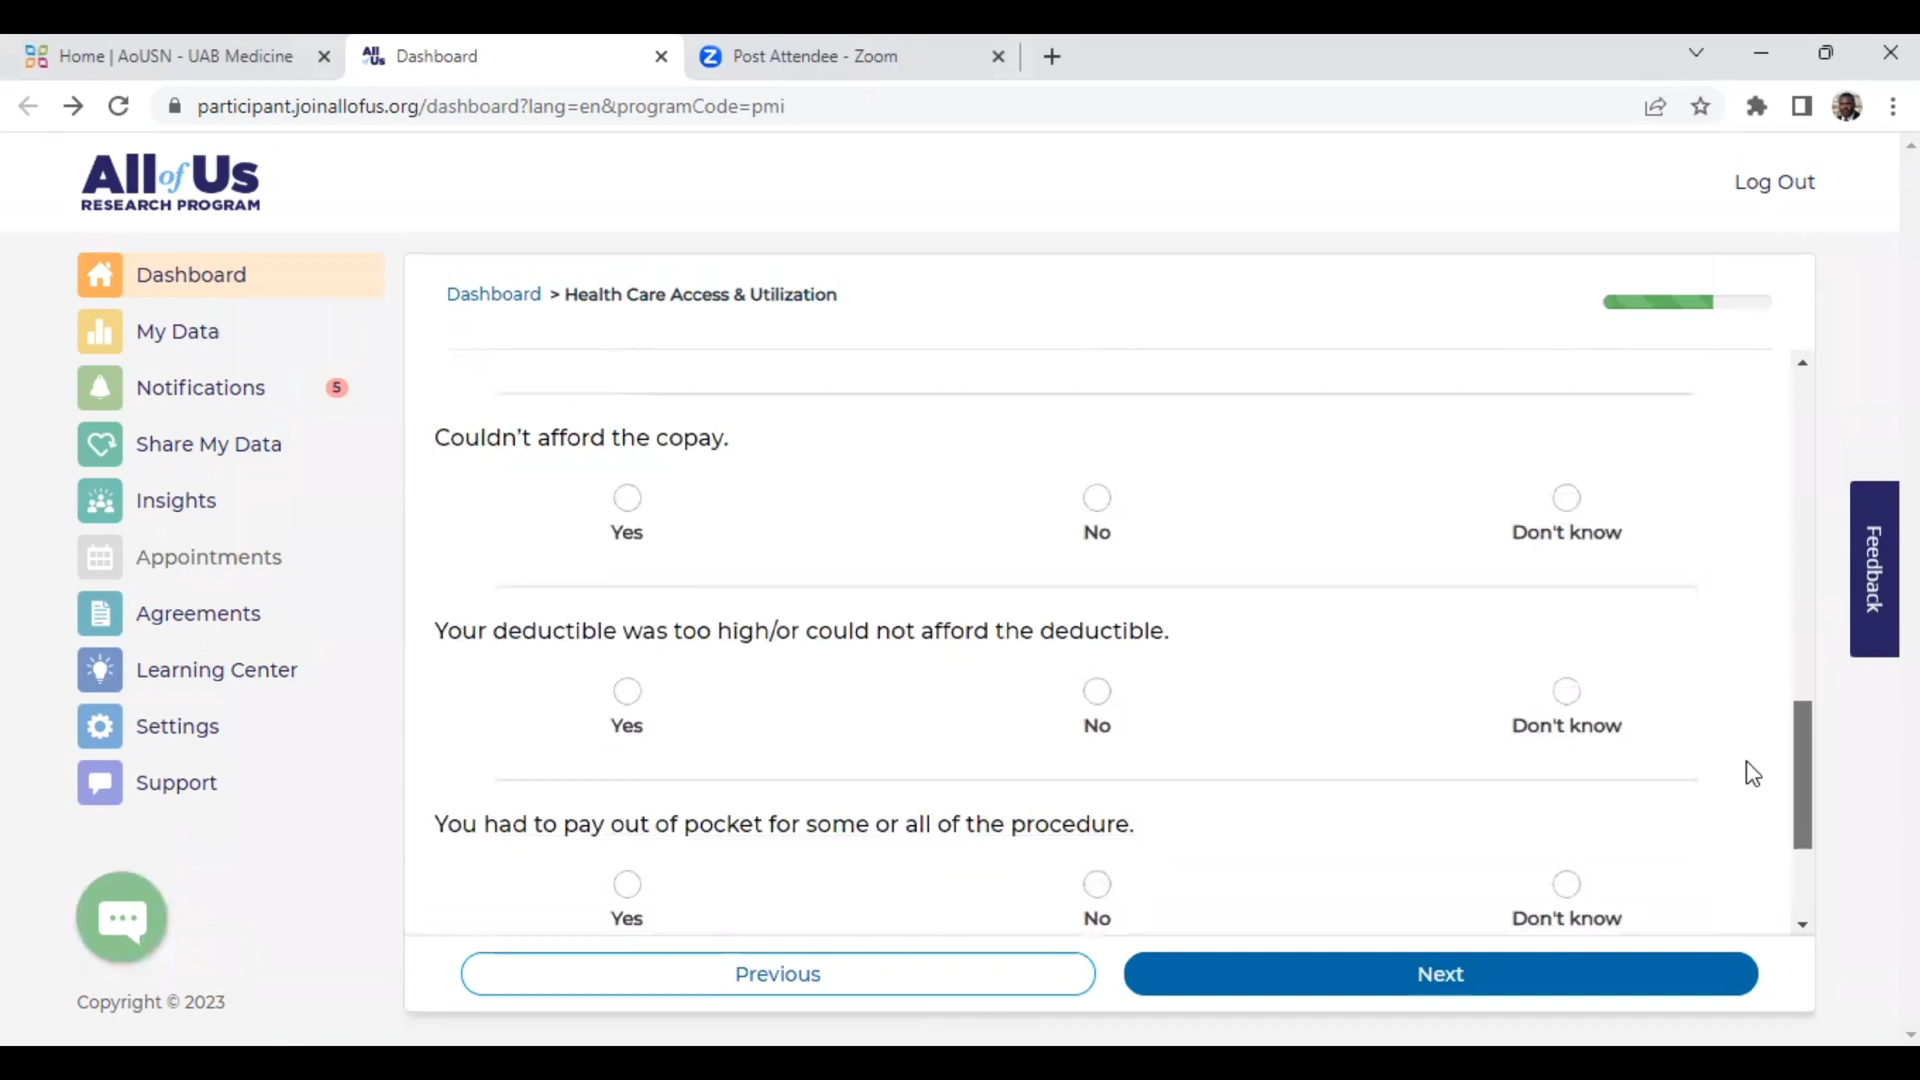 Home | AoUSN - UAB Medicine
All Us Dashboard
Z Post Attendee - Zoom
participant.joinallofus.org/dashboard?lang=en&programCode=pmi
All of Us
RESEARCH PROGRAM
Log Out
Dashboard
My Data
Notifications 5
Share My Data
Insights
Appointments
Agreements
Learning Center
Settings
Support
Copyright © 2023
Dashboard > Health Care Access & Utilization
Couldn't afford the copay.
Yes No Don't know
Your deductible was too high/or could not afford the deductible.
Yes No Don't know
You had to pay out of pocket for some or all of the procedure.
Yes No Don't know
Previous Next
Feedback